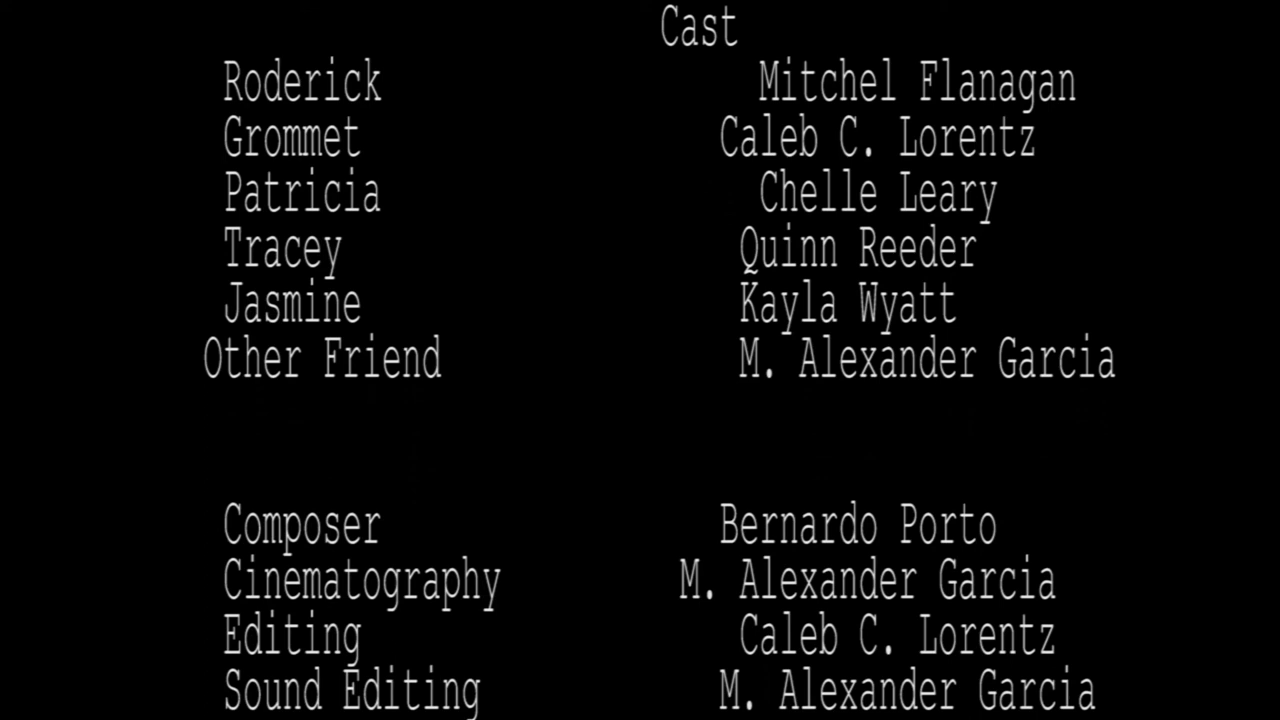 Cast
Roderick Mitchel Flanagan
Grommet Caleb C. Lorentz
Patricia Chelle Leary
Tracey Quinn Reeder
Jasmine Kayla Wyatt
Other Friend M. Alexander Garcia
Composer Bernardo Porto
Cinematography M. Alexander Garcia
Editing Caleb C. Lorentz
Sound Editing M. Alexander Garcia